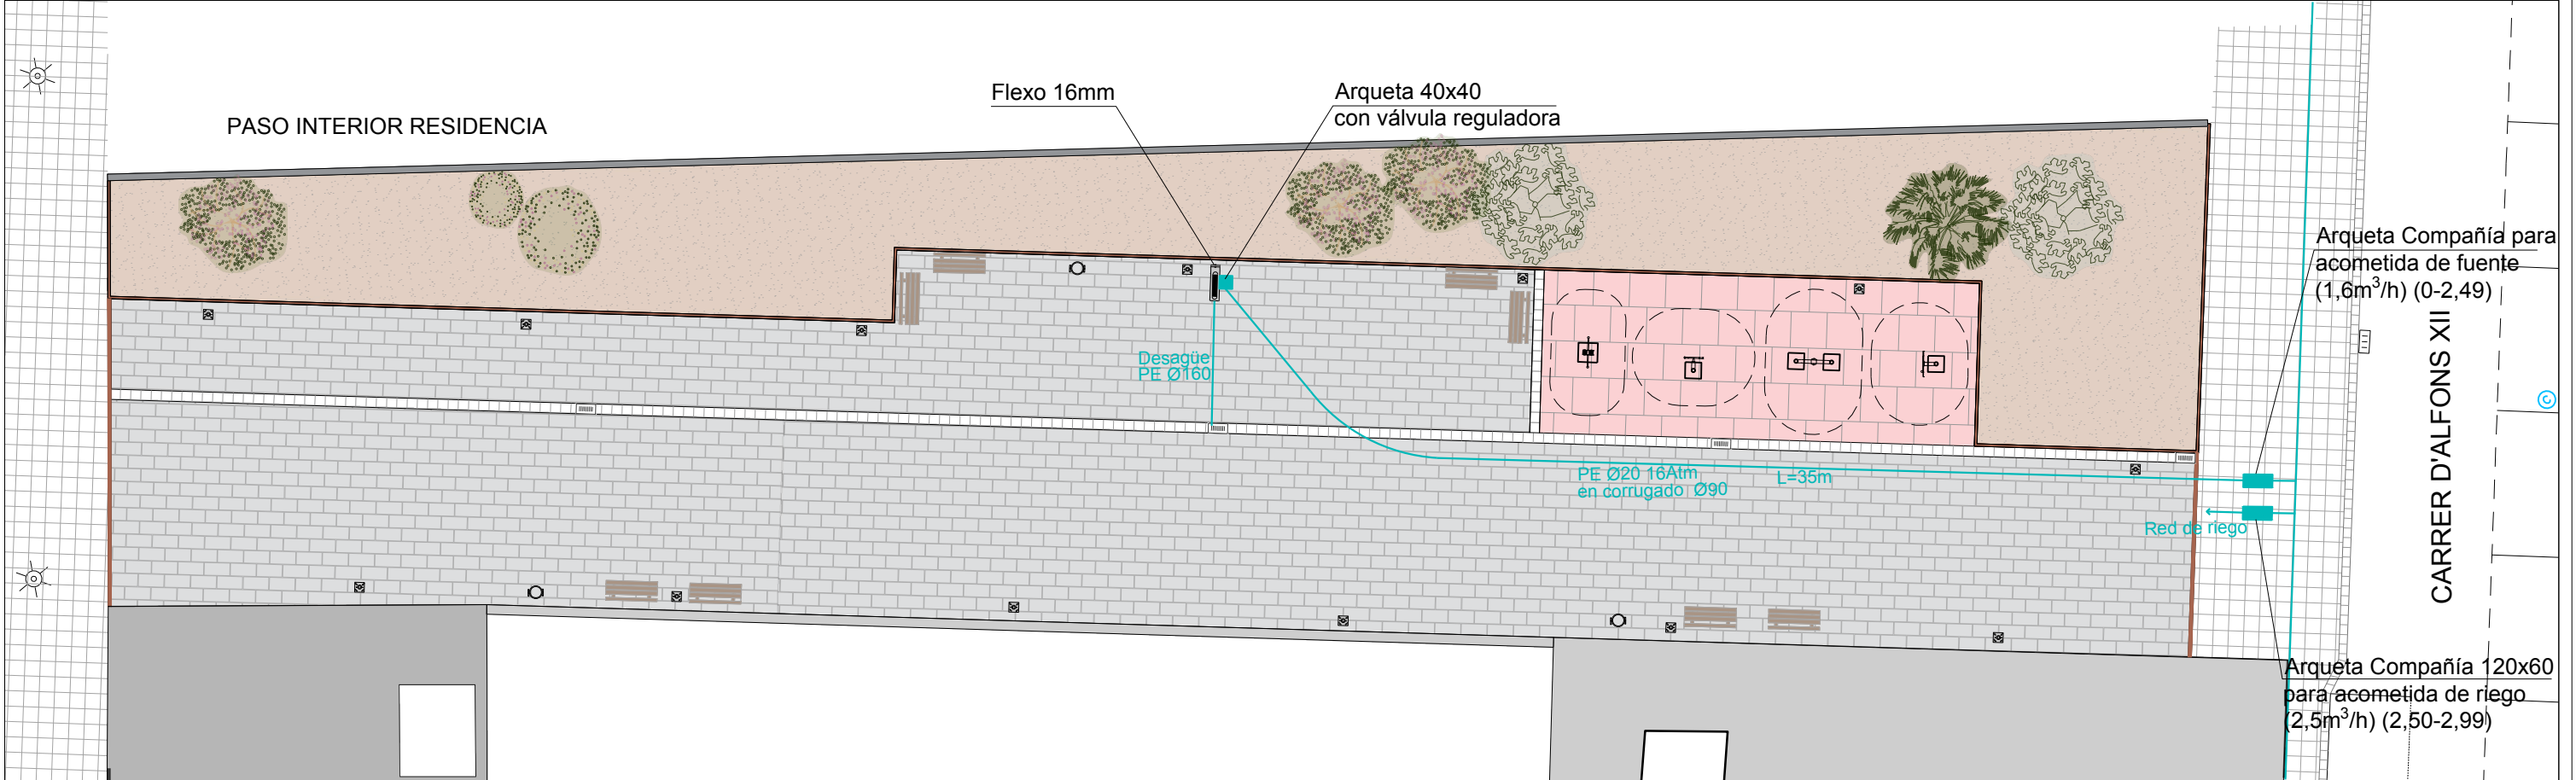 PASO INTERIOR RESIDENCIA
Flexo 16mm
Arqueta 40x40
con válvula reguladora
Desagüe
PE Ø160
PE Ø20 16Atm
en corrugado Ø90
L=35m
Red de riego
Arqueta Compañía para
acometida de fuente
(1,6m³/h) (0-2,49)
CARRER D'ALFONS XII
©
Arqueta Compañía 120x60
para acometida de riego
(2,5m³/h) (2,50-2,99)